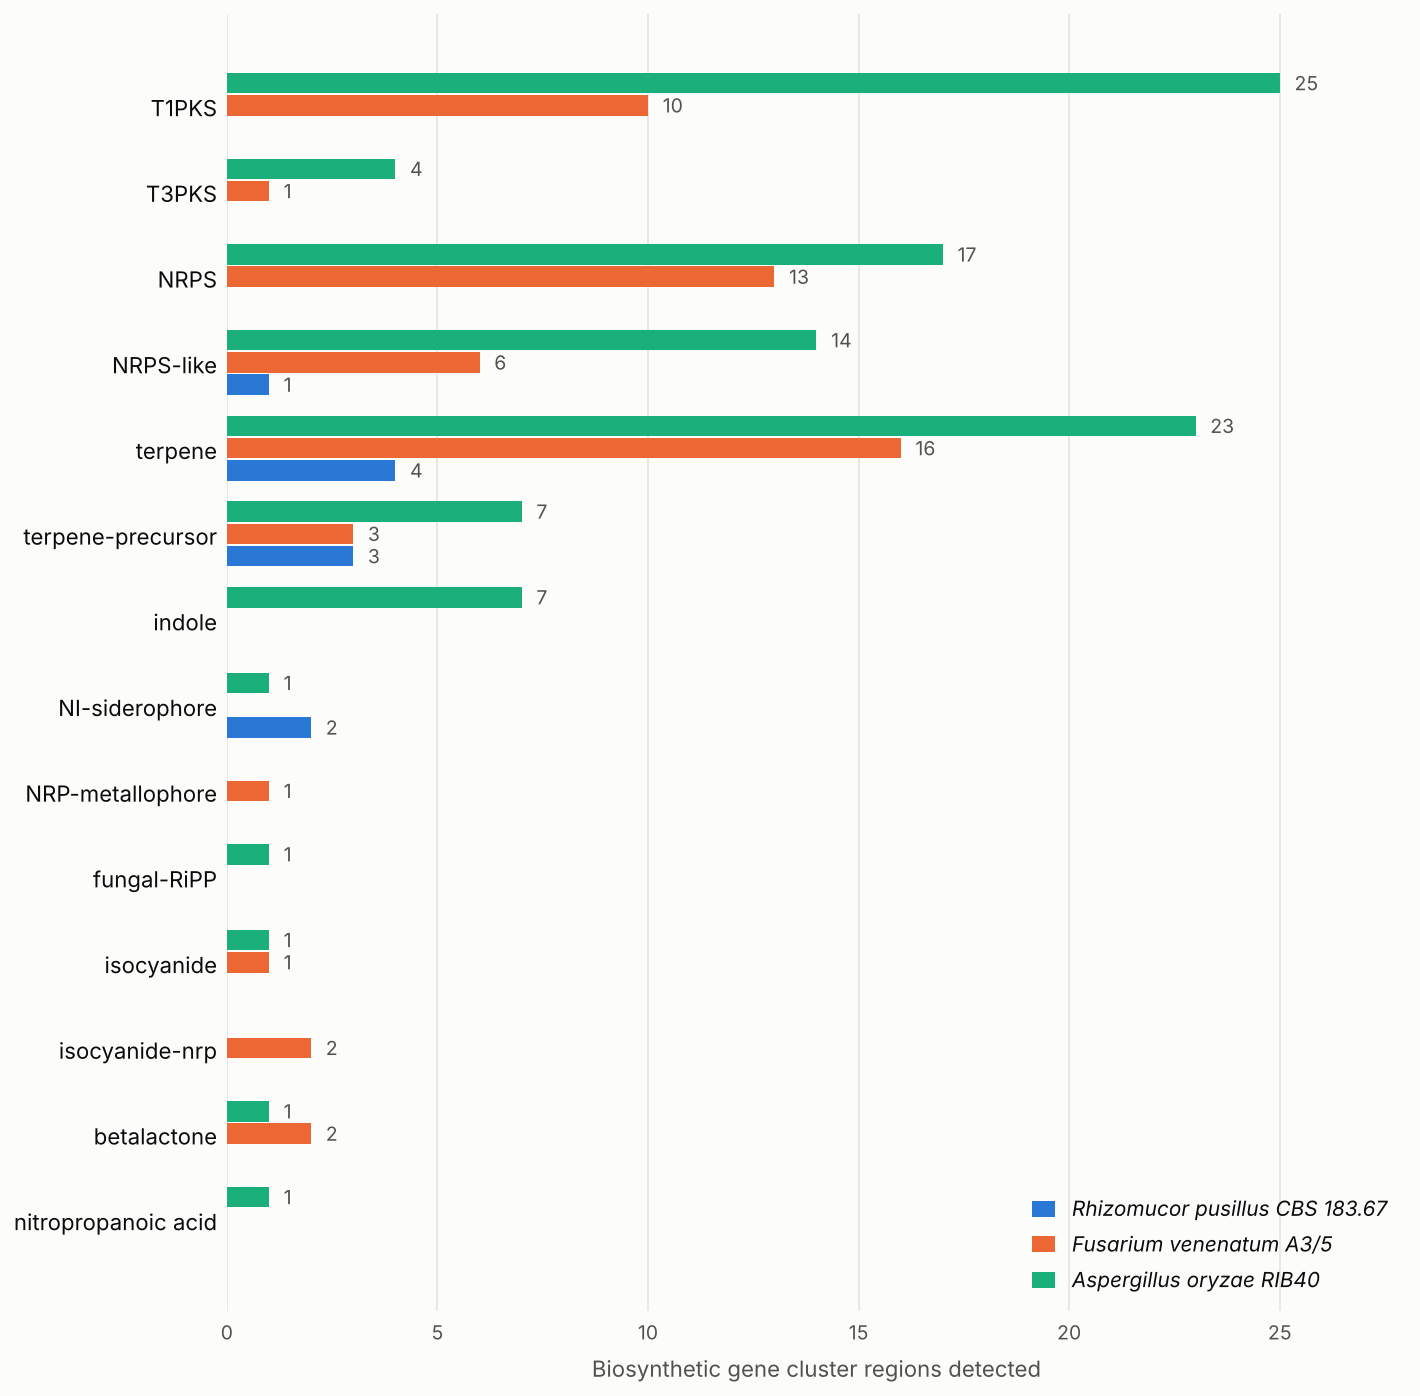 25
T1PKS
10
4
T3PKS
1
17
NRPS
13
14
NRPS-like
6
1
23
terpene
16
4
7
terpene-precursor
3
3
7
indole
1
NI-siderophore
2
NRP-metallophore
1
1
fungal-RiPP
1
isocyanide
1
isocyanide-nrp
2
1
betalactone
2
1
nitropropanoic acid
Rhizomucor pusillus CBS 183.67
Fusarium venenatum A3/5
Aspergillus oryzae RIB40
0 5 10 15 20 25
Biosynthetic gene cluster regions detected